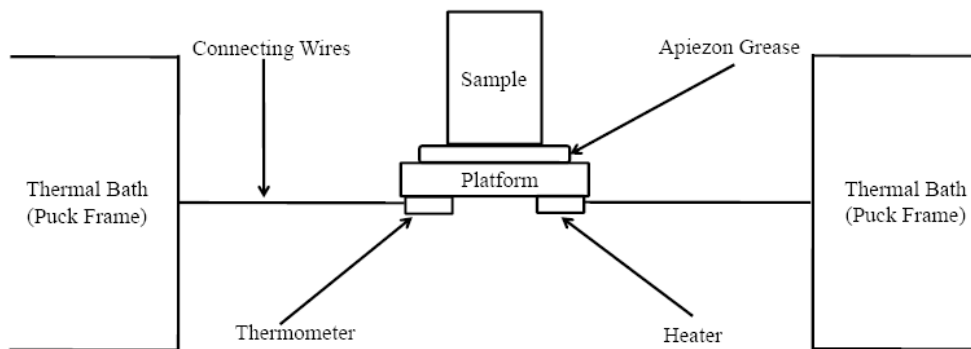 Connecting Wires
Apiezon Grease
Sample
Platform
Thermal Bath
(Puck Frame)
Thermal Bath
(Puck Frame)
Thermometer
Heater